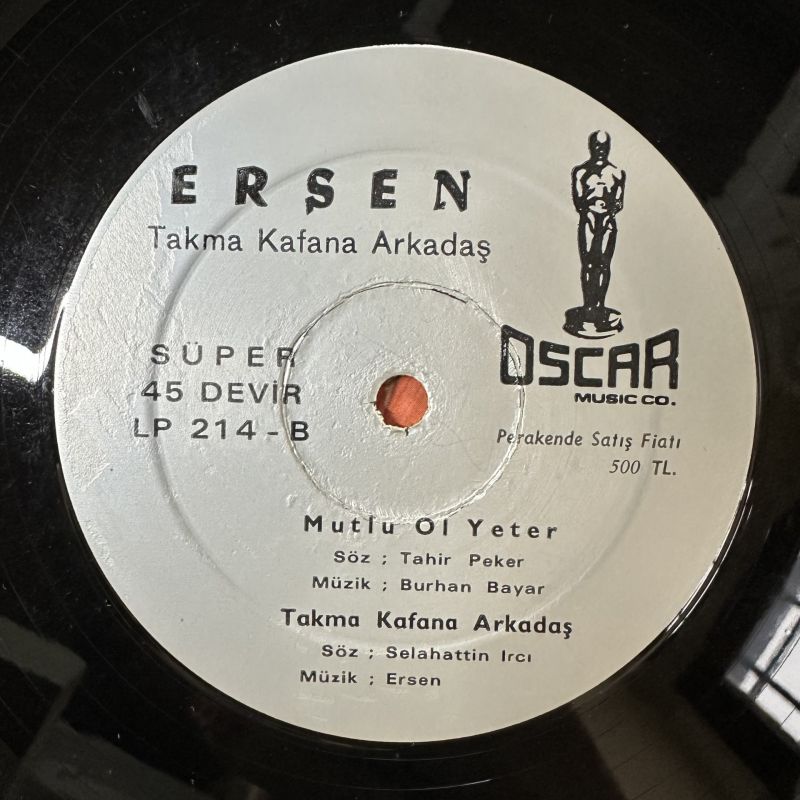 ERŞEN
Takma Kafana Arkadaş
SÜPER
45 DEVİR
LP 214 - B
OSCAR
MUSIC CO.
Perakende Satış Fiatı
500 TL.
Mutlu Ol Yeter
Söz ; Tahir Peker
Müzik ; Burhan Bayar
Takma Kafana Arkadaş
Söz ; Selahattin Ircı
Müzik ; Ersen